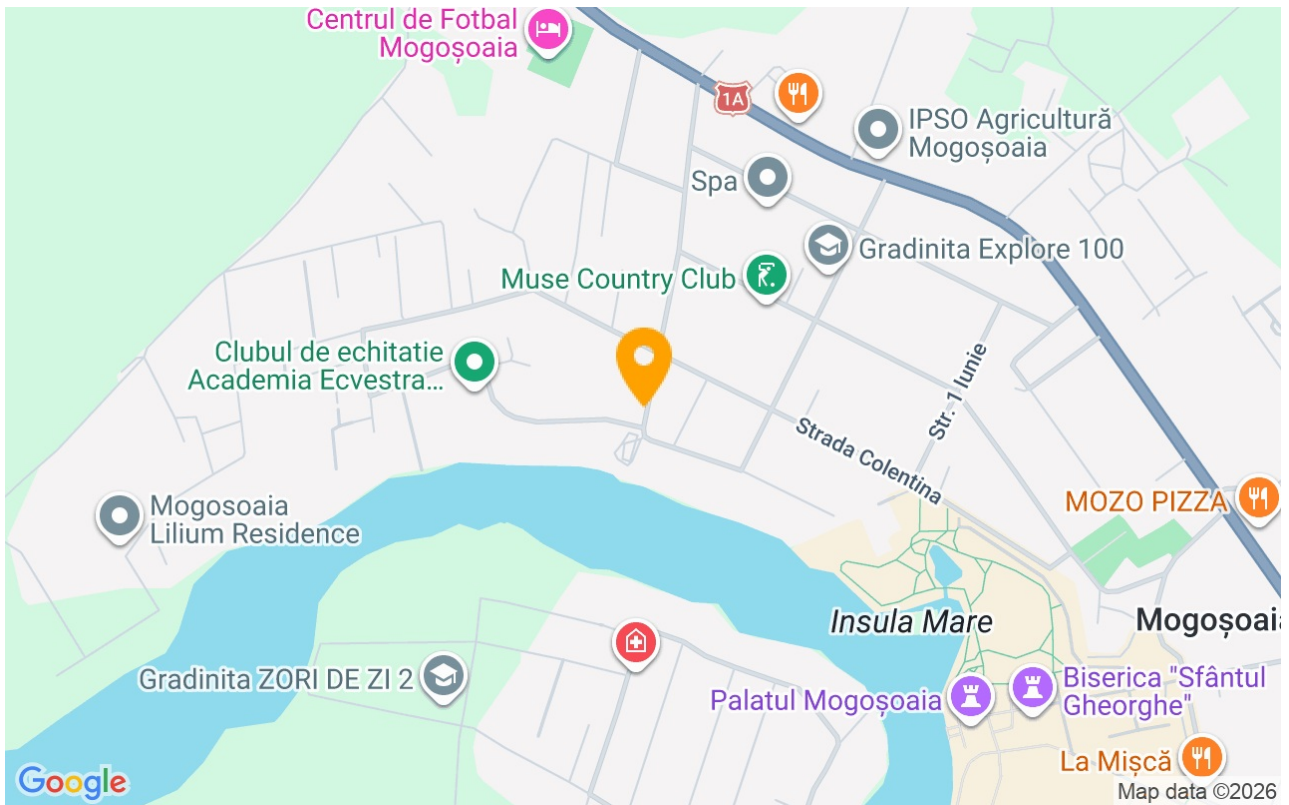 Centrul de Fotbal
Mogoșoaia
1A
IPSO Agricultură
Mogoșoaia
Spa
Gradinita Explore 100
Muse Country Club
Clubul de echitatie
Academia Ecvestra...
Str. 1 Iunie
Strada Colentina
MOZO PIZZA
Mogosoaia
Lilium Residence
Insula Mare
Mogoșoai
Gradinita ZORI DE ZI 2
Palatul Mogoșoaia
Biserica "Sfântul
Gheorghe"
La Mișcă
Google
Map data ©2026